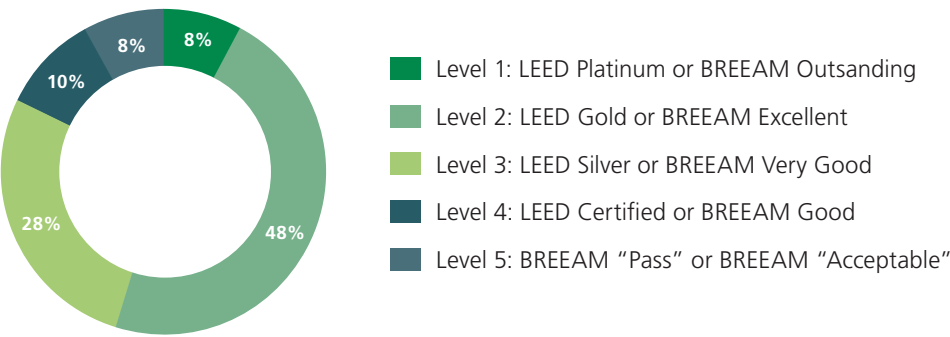 8%
8%
10%
28%
48%
Level 1: LEED Platinum or BREEAM Outsanding
Level 2: LEED Gold or BREEAM Excellent
Level 3: LEED Silver or BREEAM Very Good
Level 4: LEED Certified or BREEAM Good
Level 5: BREEAM “Pass” or BREEAM “Acceptable”